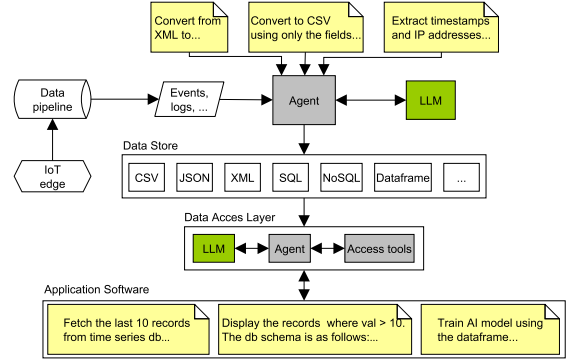 Convert from
XML to...
Convert to CSV
using only the fields...
Extract timestamps
and IP addresses...
Data
pipeline
Events,
logs, ...
Agent
LLM
IoT
edge
Data Store
CSV
JSON
XML
SQL
NoSQL
Dataframe
...
Data Acces Layer
LLM
Agent
Access tools
Application Software
Fetch the last 10 records
from time series db...
Display the records where val > 10.
The db schema is as follows:...
Train AI model using
the dataframe...